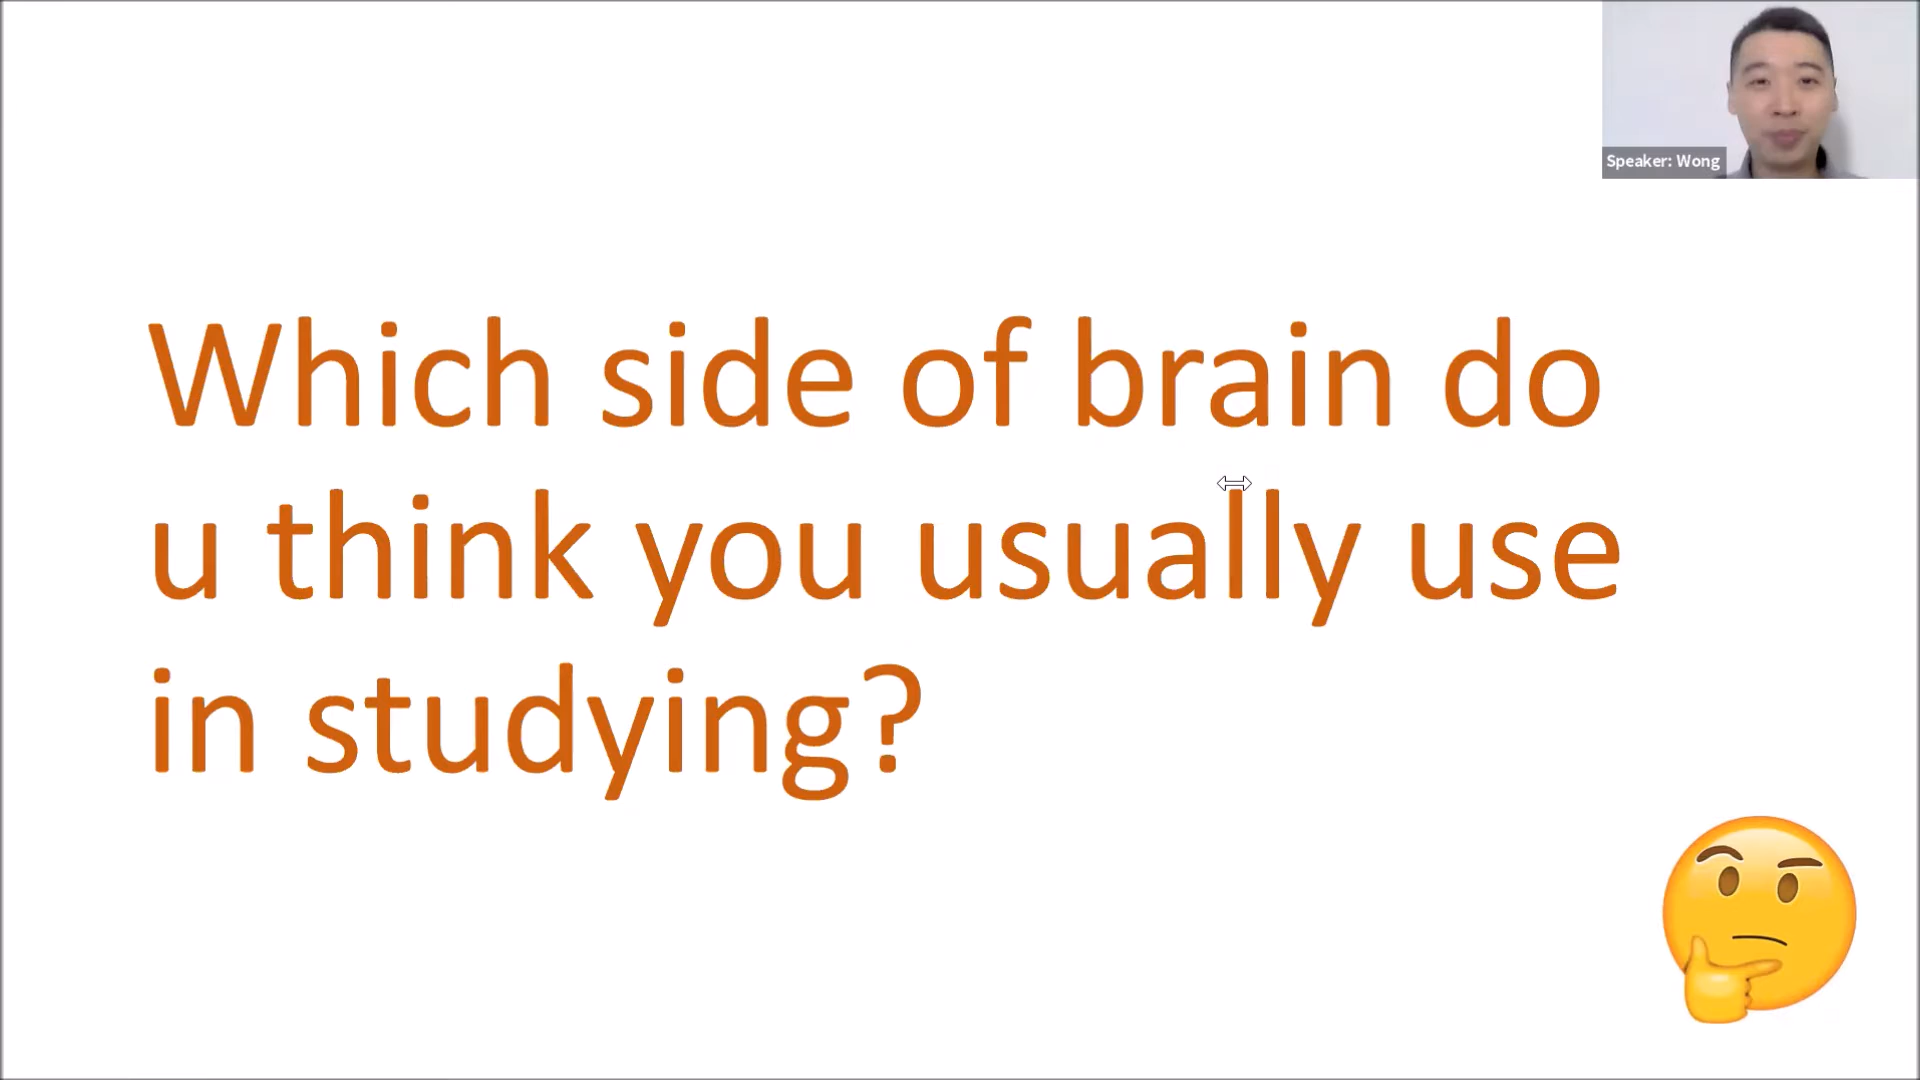 Speaker: Wong
Which side of brain do
u think you usually use
in studying?